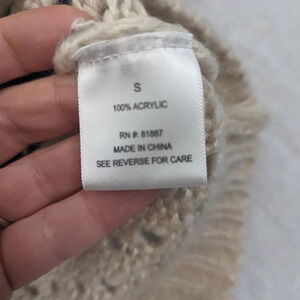 S
100% ACRYLIC
RN #: 81867
MADE IN CHINA
SEE REVERSE FOR CARE